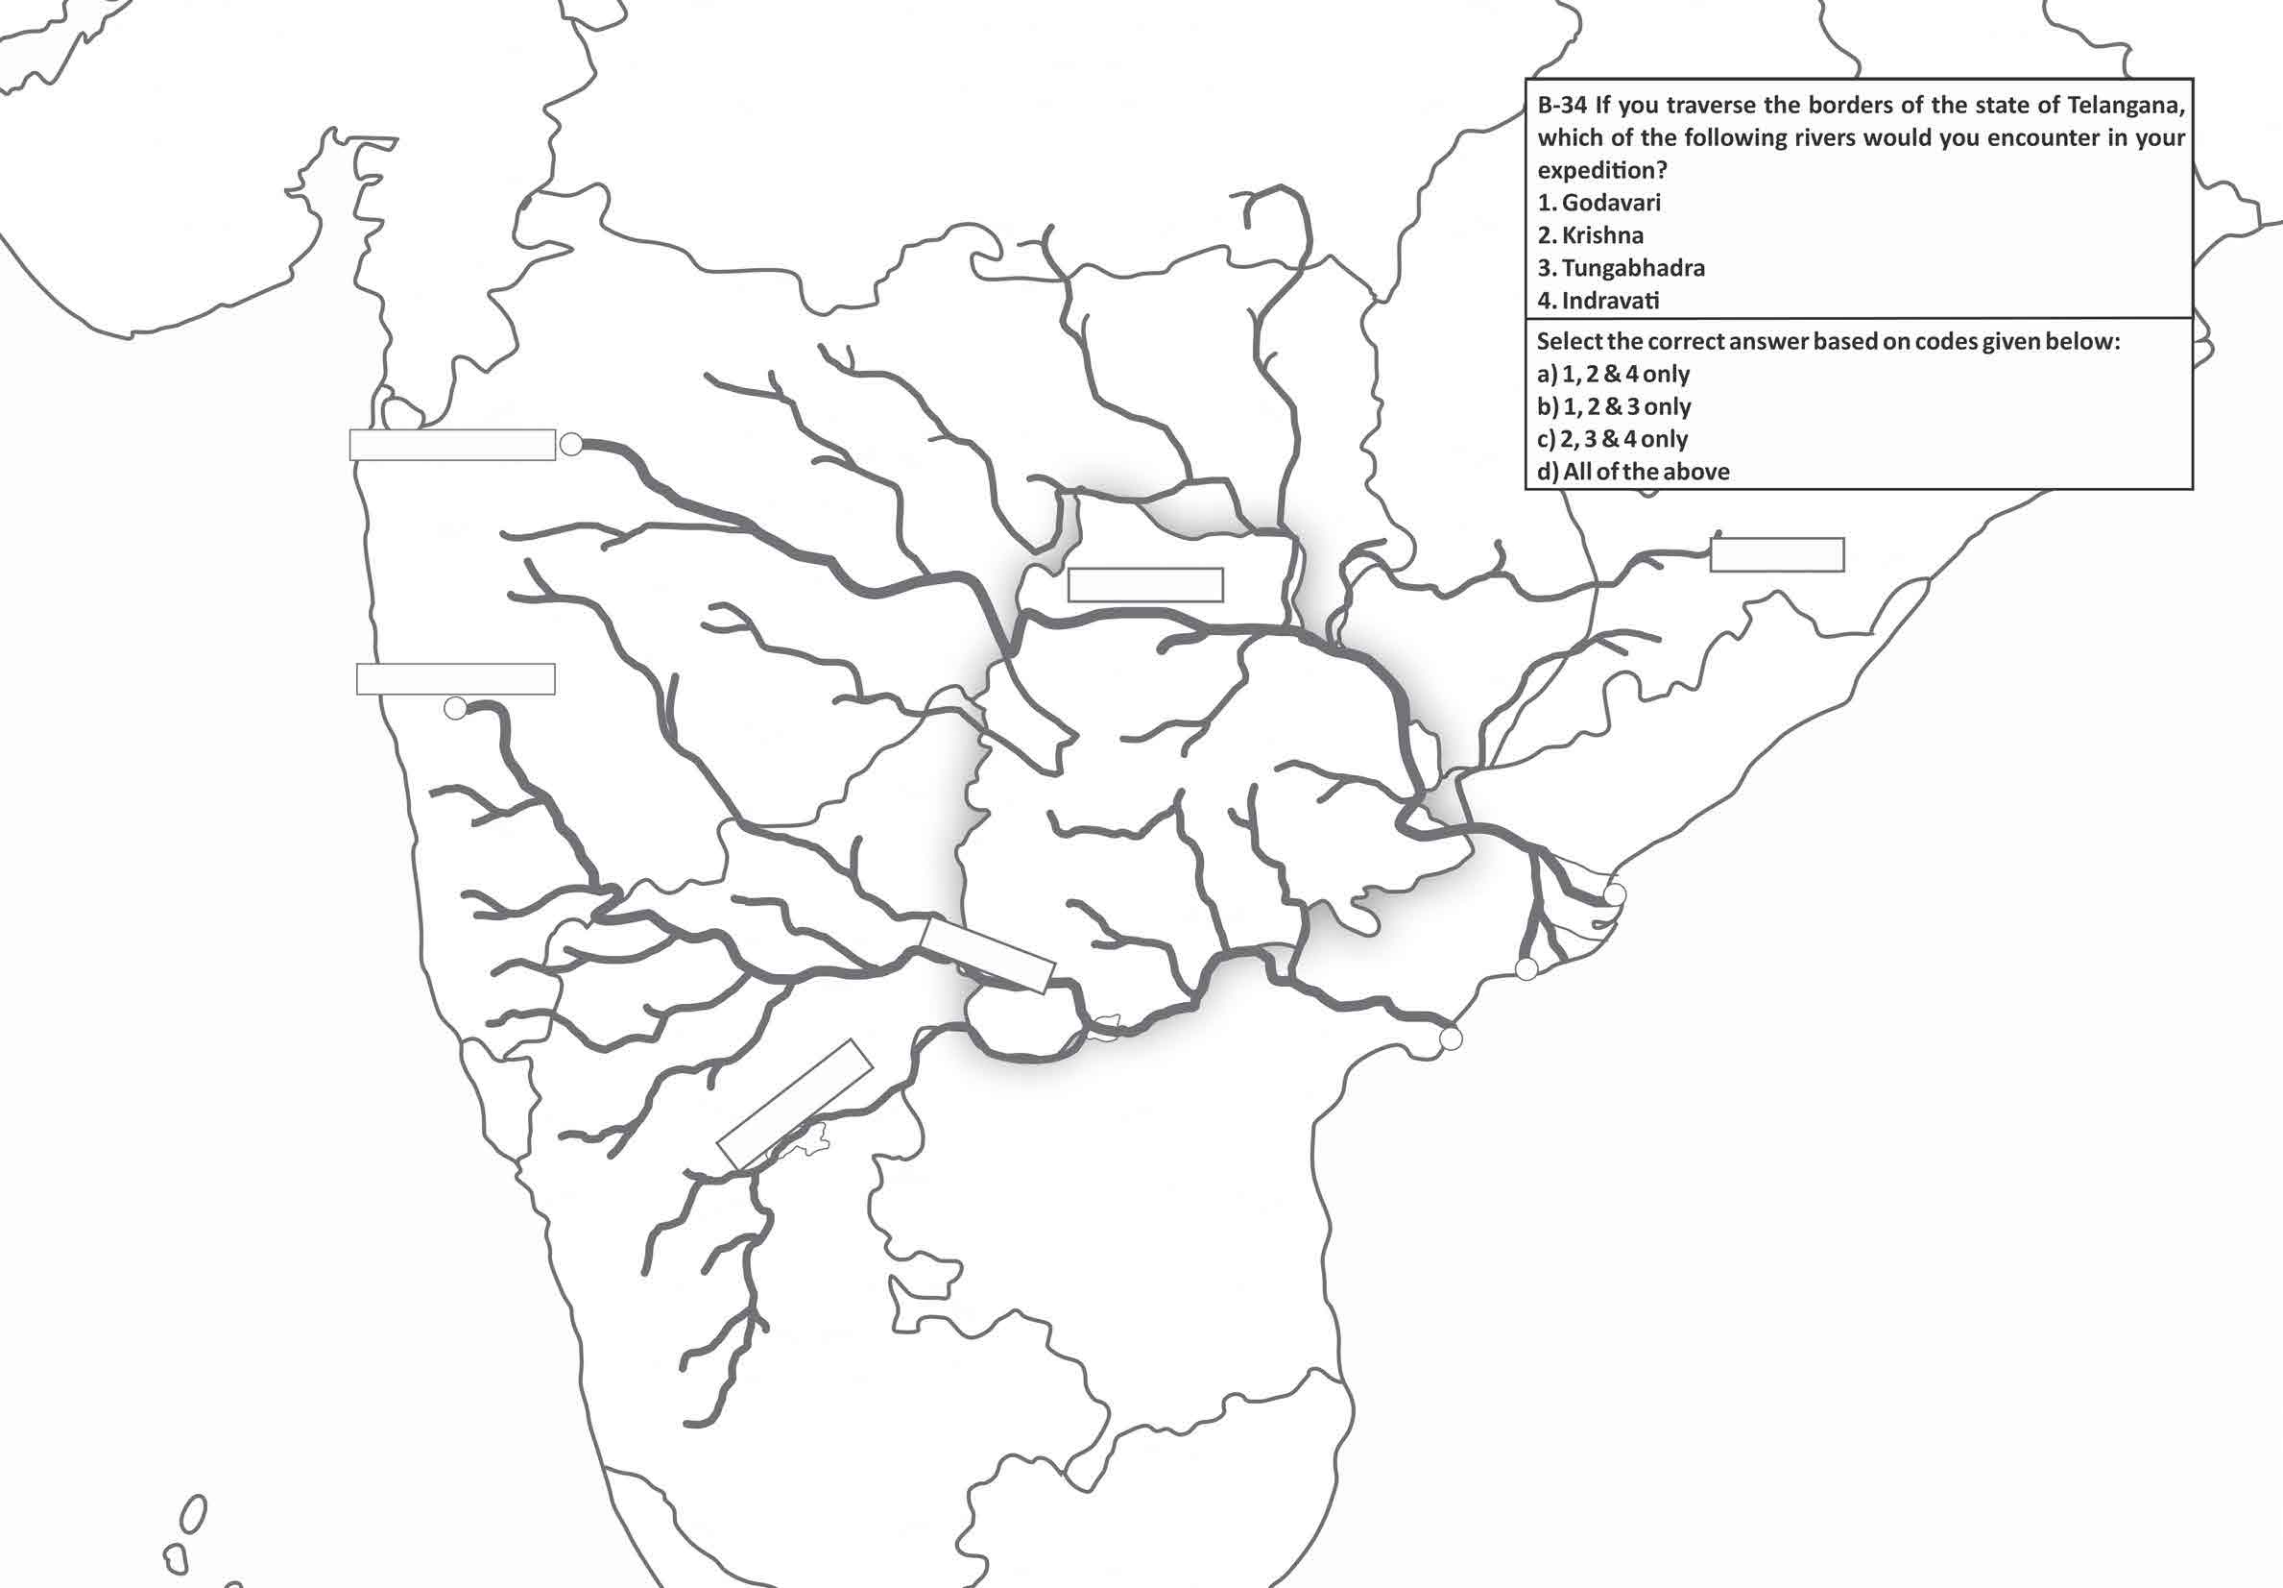 B-34 If you traverse the borders of the state of Telangana,
which of the following rivers would you encounter in your
expedition?
1. Godavari
2. Krishna
3. Tungabhadra
4. Indravati
Select the correct answer based on codes given below:
a) 1, 2 & 4 only
b) 1, 2 & 3 only
c) 2, 3 & 4 only
d) All of the above